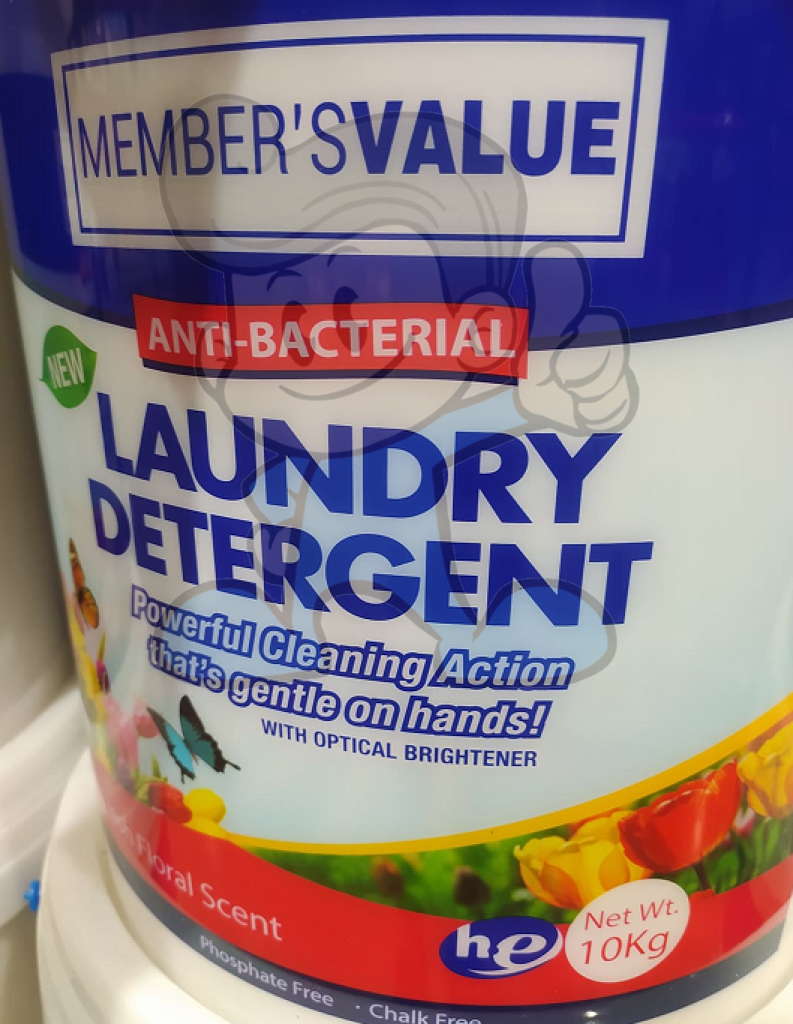 MEMBER'S VALUE
ANTI-BACTERIAL
NEW
LAUNDRY
DETERGENT
Powerful Cleaning Action
that's gentle on hands!
WITH OPTICAL BRIGHTENER
Floral Scent
he
Net Wt.
10Kg
Phosphate Free · Chalk Free